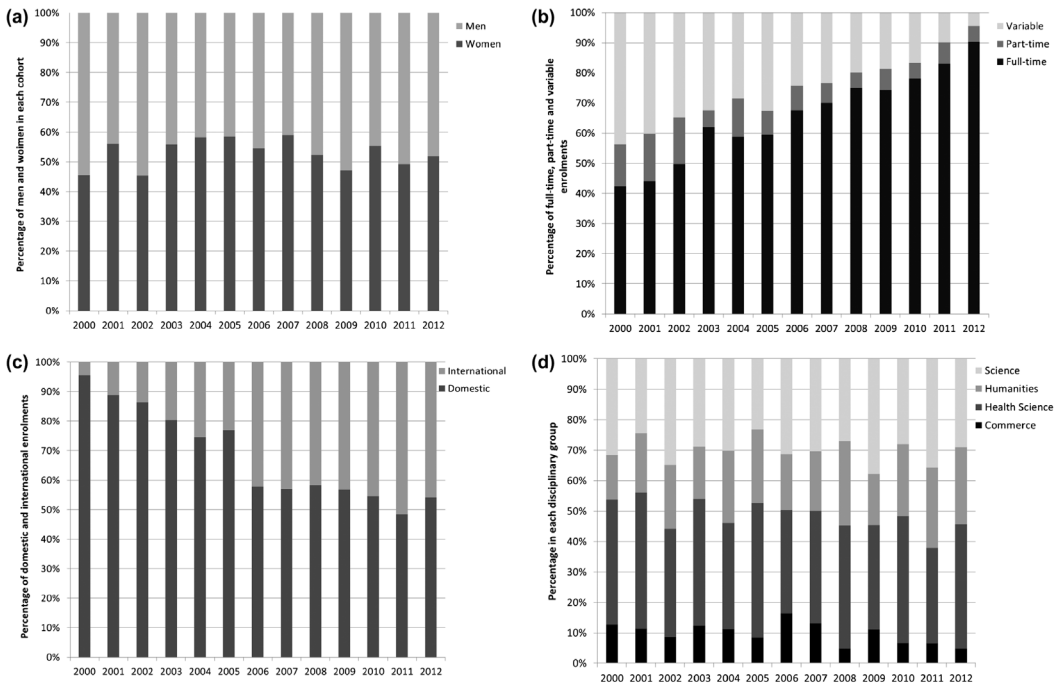 (a)
Men
Women
Percentage of men and woimen in each cohort
100%
90%
80%
70%
60%
50%
40%
30%
20%
10%
0%
2000 2001 2002 2003 2004 2005 2006 2007 2008 2009 2010 2011 2012
(b)
Variable
Part-time
Full-time
Percentage of full-time, part-time and variable
enrolments
100%
90%
80%
70%
60%
50%
40%
30%
20%
10%
0%
2000 2001 2002 2003 2004 2005 2006 2007 2008 2009 2010 2011 2012
(c)
International
Domestic
Percentage of domestic and international enrolments
100%
90%
80%
70%
60%
50%
40%
30%
20%
10%
0%
2000 2001 2002 2003 2004 2005 2006 2007 2008 2009 2010 2011 2012
(d)
Science
Humanities
Health Science
Commerce
Percentage in each disciplinary group
100%
90%
80%
70%
60%
50%
40%
30%
20%
10%
0%
2000 2001 2002 2003 2004 2005 2006 2007 2008 2009 2010 2011 2012